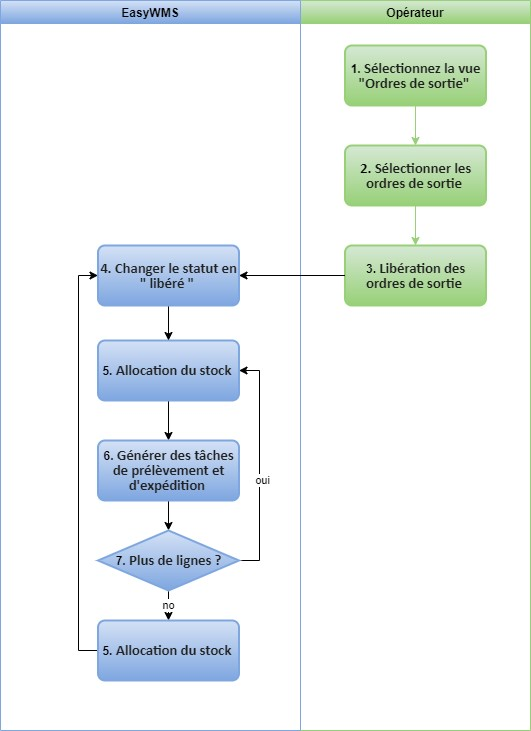 EasyWMS
Opérateur
1. Sélectionnez la vue
"Ordres de sortie"
2. Sélectionner les
ordres de sortie
3. Libération des
ordres de sortie
4. Changer le statut en
" libéré "
5. Allocation du stock
6. Générer des tâches
de prélèvement et
d'expédition
oui
7. Plus de lignes ?
no
5. Allocation du stock